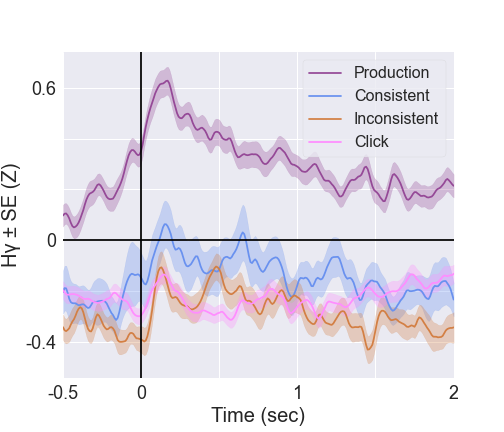 Production
Consistent
Inconsistent
Click
Hγ ± SE (Z)
0.6
0
-0.4
-0.5
0
1
2
Time (sec)